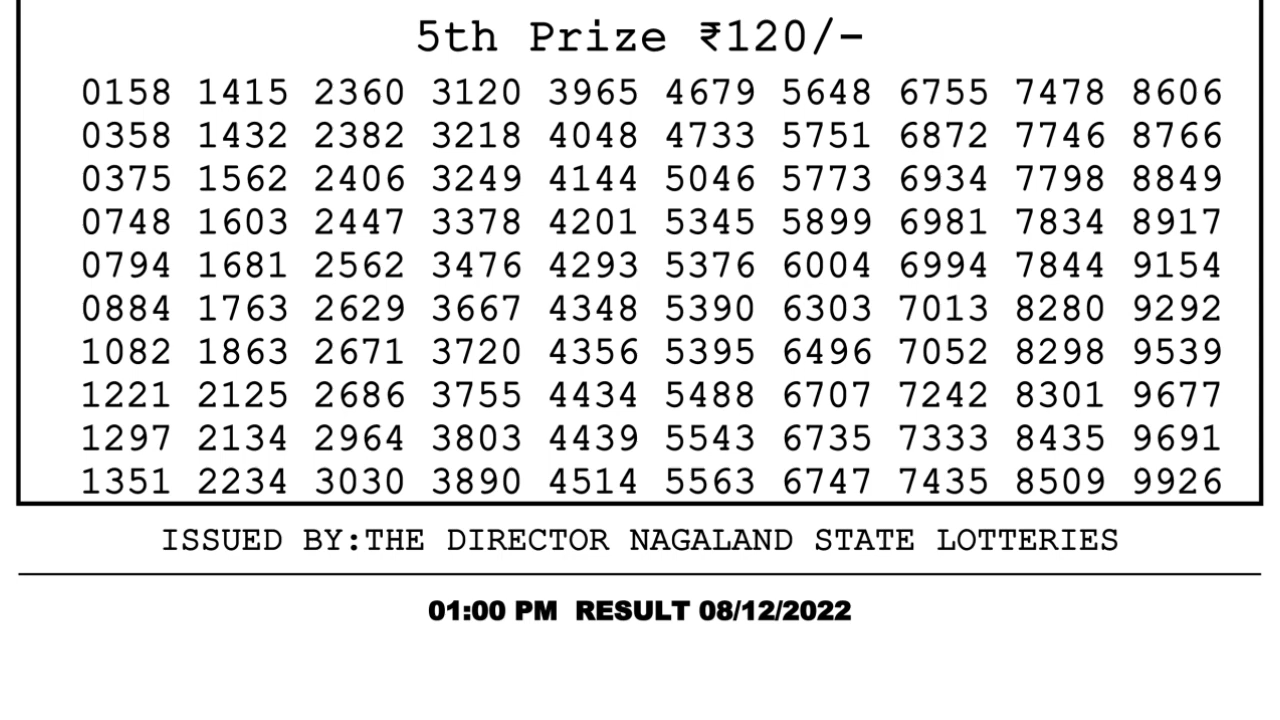 5th Prize ₹120/-
0158 1415 2360 3120 3965 4679 5648 6755 7478 8606
0358 1432 2382 3218 4048 4733 5751 6872 7746 8766
0375 1562 2406 3249 4144 5046 5773 6934 7798 8849
0748 1603 2447 3378 4201 5345 5899 6981 7834 8917
0794 1681 2562 3476 4293 5376 6004 6994 7844 9154
0884 1763 2629 3667 4348 5390 6303 7013 8280 9292
1082 1863 2671 3720 4356 5395 6496 7052 8298 9539
1221 2125 2686 3755 4434 5488 6707 7242 8301 9677
1297 2134 2964 3803 4439 5543 6735 7333 8435 9691
1351 2234 3030 3890 4514 5563 6747 7435 8509 9926
ISSUED BY:THE DIRECTOR NAGALAND STATE LOTTERIES
01:00 PM RESULT 08/12/2022